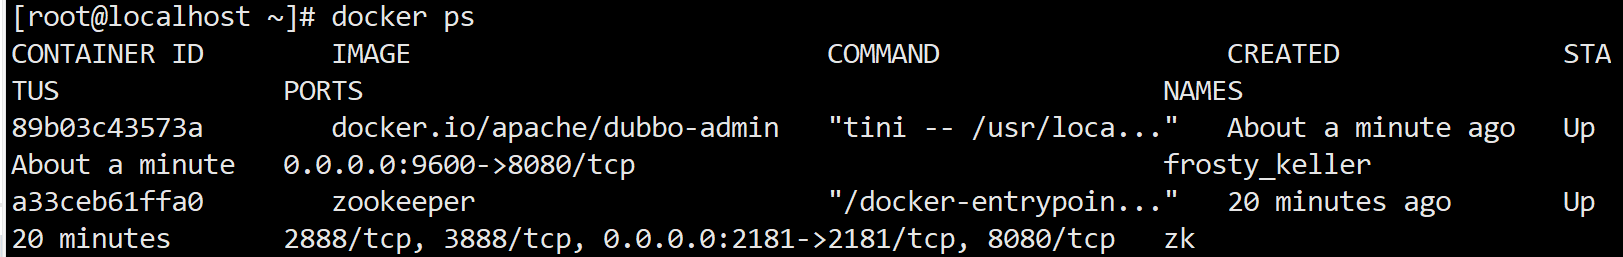 [root@localhost ~]# docker ps
CONTAINER ID        IMAGE                          COMMAND                  CREATED              STA
TUS              PORTS                                                  NAMES
89b03c43573a        docker.io/apache/dubbo-admin   "tini -- /usr/loca..."   About a minute ago   Up
About a minute   0.0.0.0:9600->8080/tcp                                 frosty_keller
a33ceb61ffa0        zookeeper                      "/docker-entrypoin..."   20 minutes ago       Up
20 minutes       2888/tcp, 3888/tcp, 0.0.0.0:2181->2181/tcp, 8080/tcp   zk